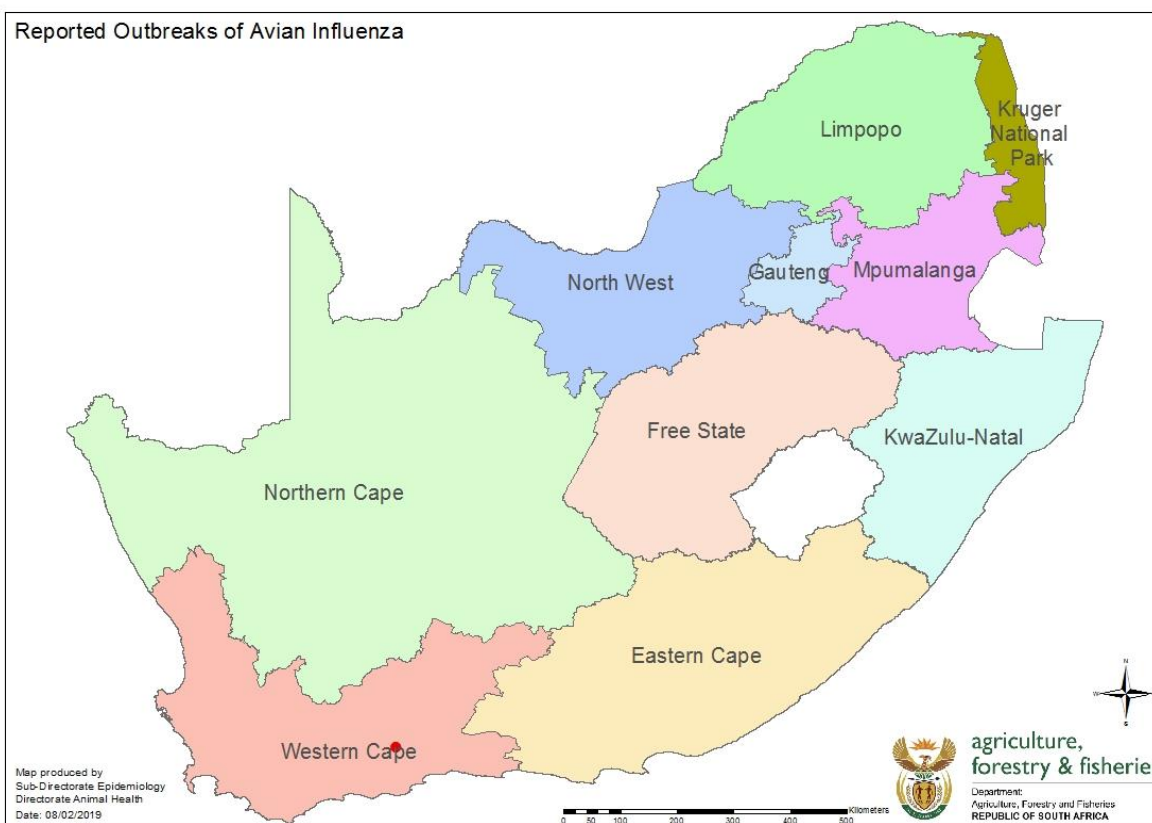 Reported Outbreaks of Avian Influenza
Limpopo
Kruger
National
Park
North West
Gauteng
Mpumalanga
Free State
KwaZulu-Natal
Northern Cape
Eastern Cape
Western Cape
N
W
S
Map produced by
Sub-Directorate Epidemiology
Directorate Animal Health
Date: 08/02/2019
0 100 200 300 400 500
Kilometers
agriculture,
forestry & fisherie
Department:
Agriculture, Forestry and Fisheries
REPUBLIC OF SOUTH AFRICA